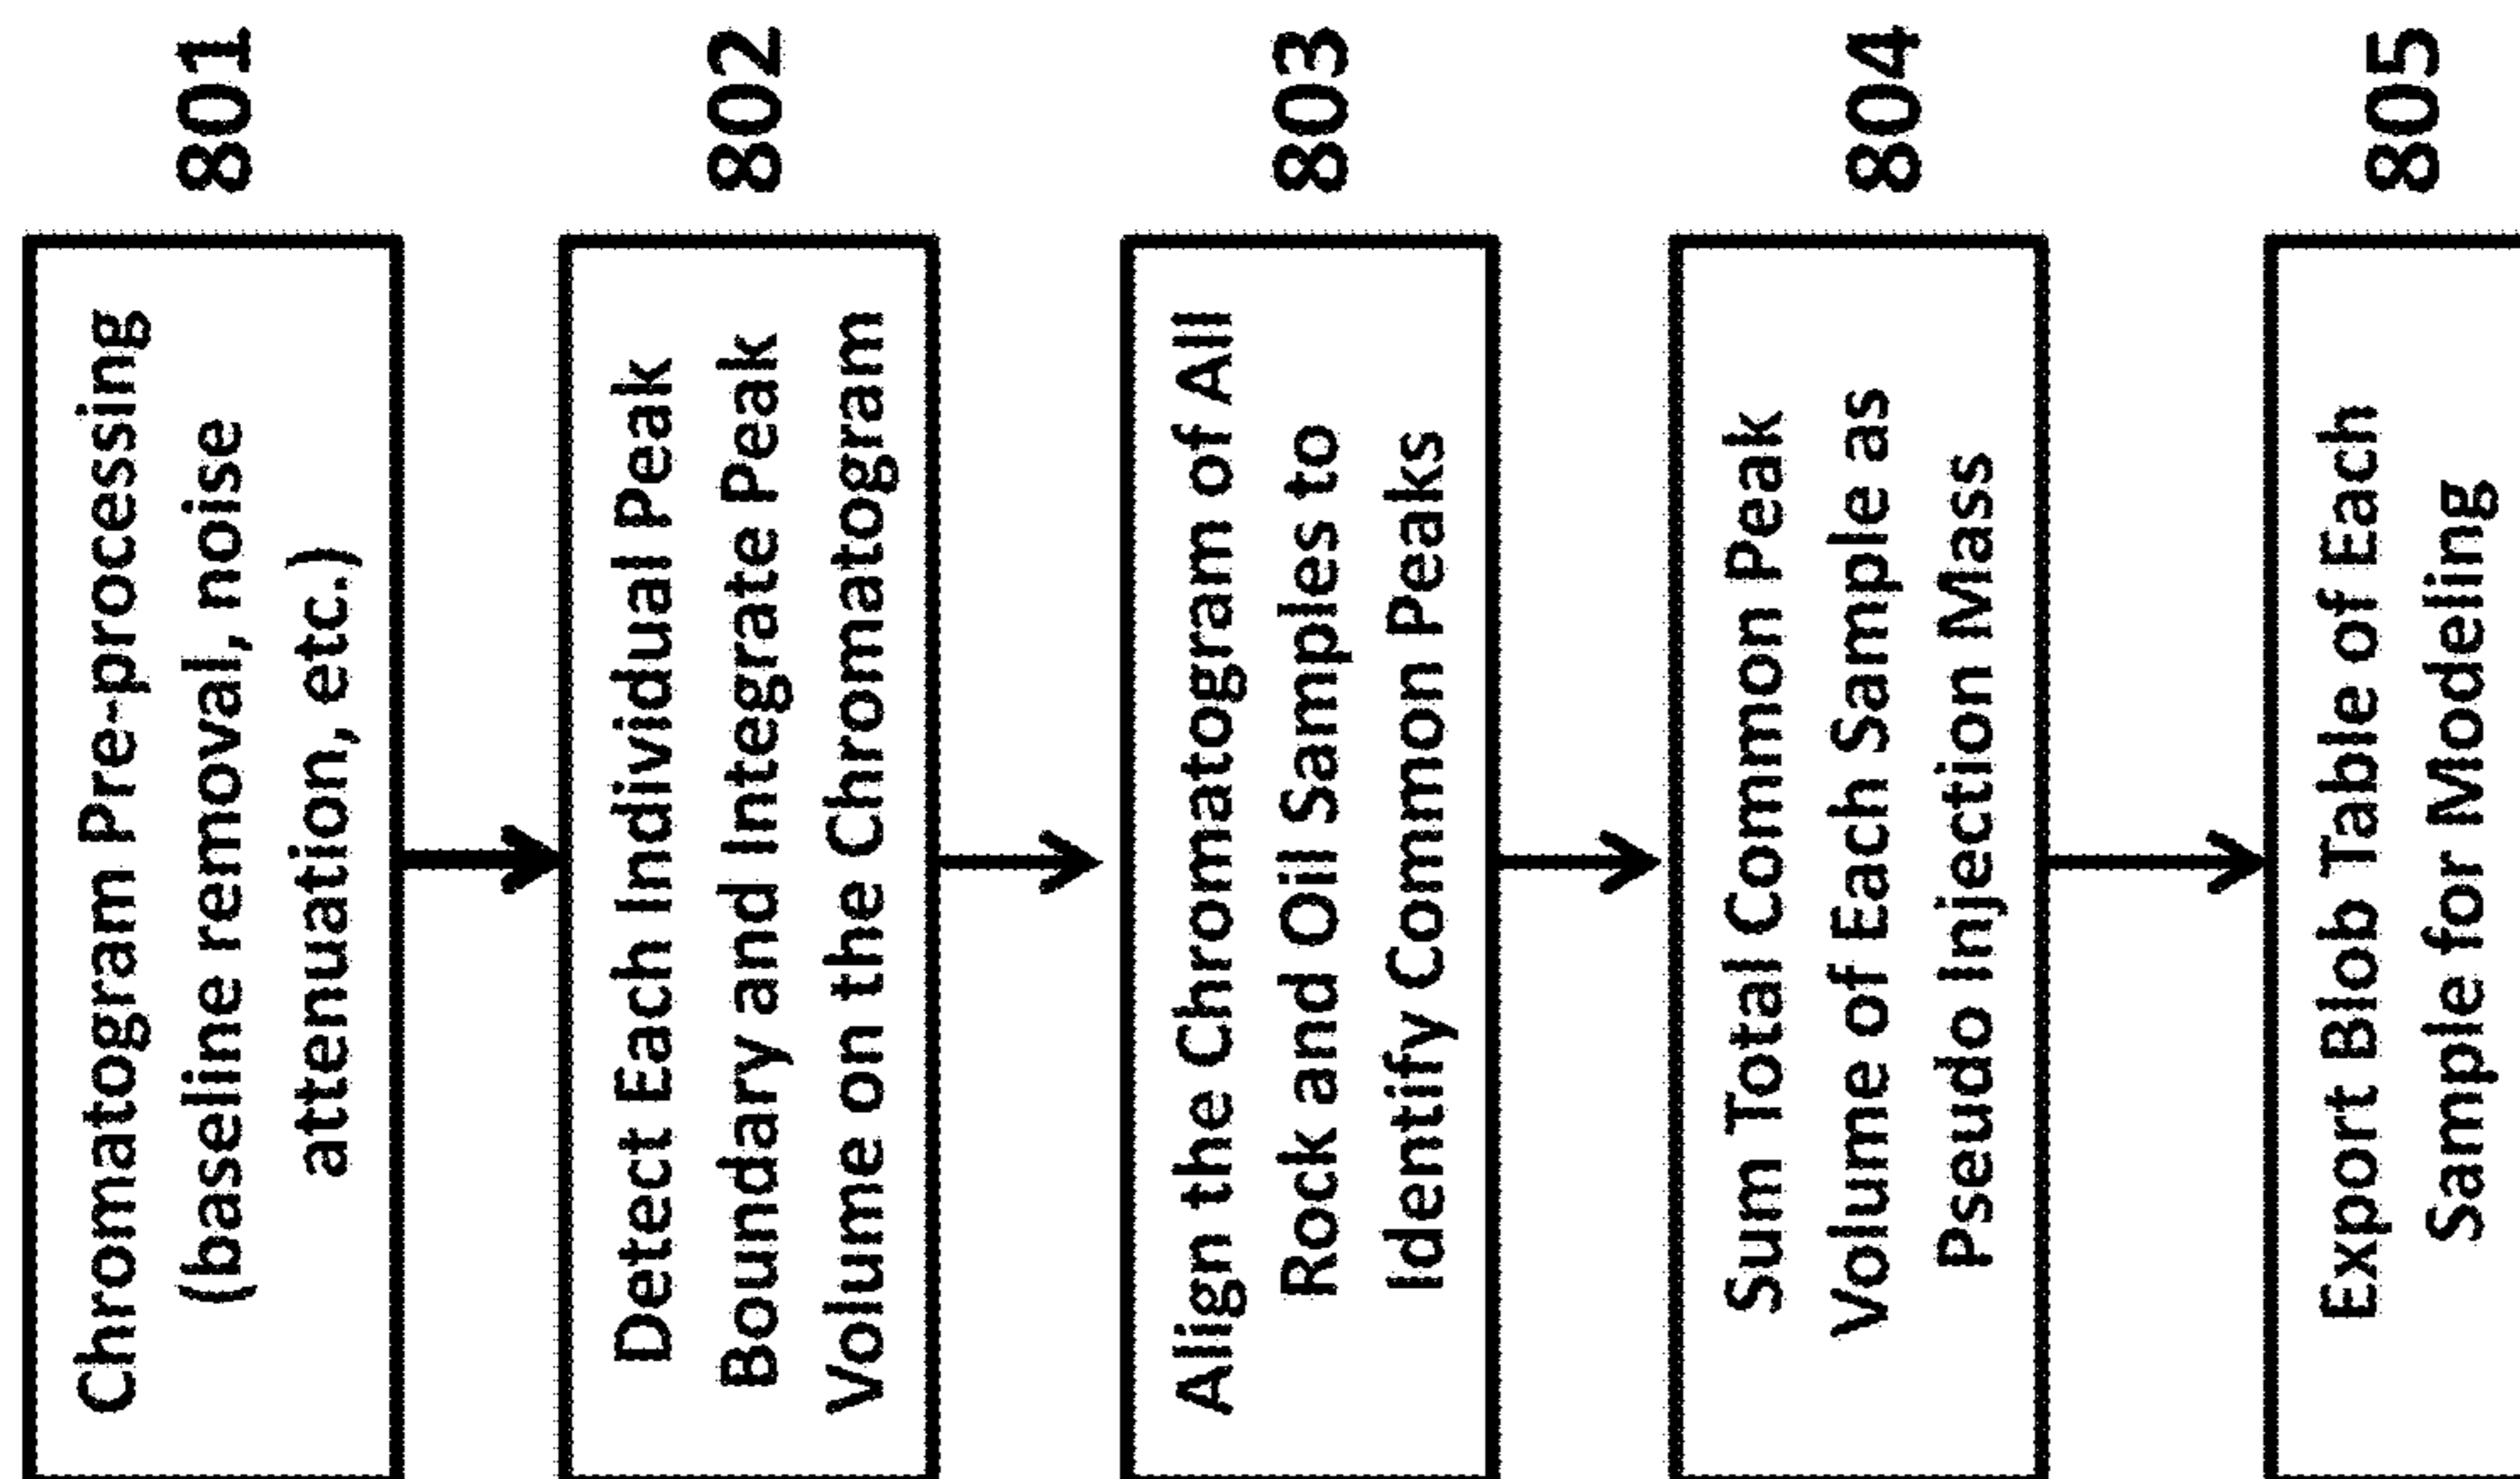 Chromatogram Pre-processing
(baseline removal, noise
attenuation, etc.)
801
Detect Each Individual Peak
Boundary and Integrate Peak
Volume on the Chromatogram
802
Align the Chromatogram of All
Rock and Oil Samples to
Identify Common Peaks
803
Sum Total Common Peak
Volume of Each Sample as
Pseudo Injection Mass
804
Export Blob Table of Each
Sample for Modeling
805